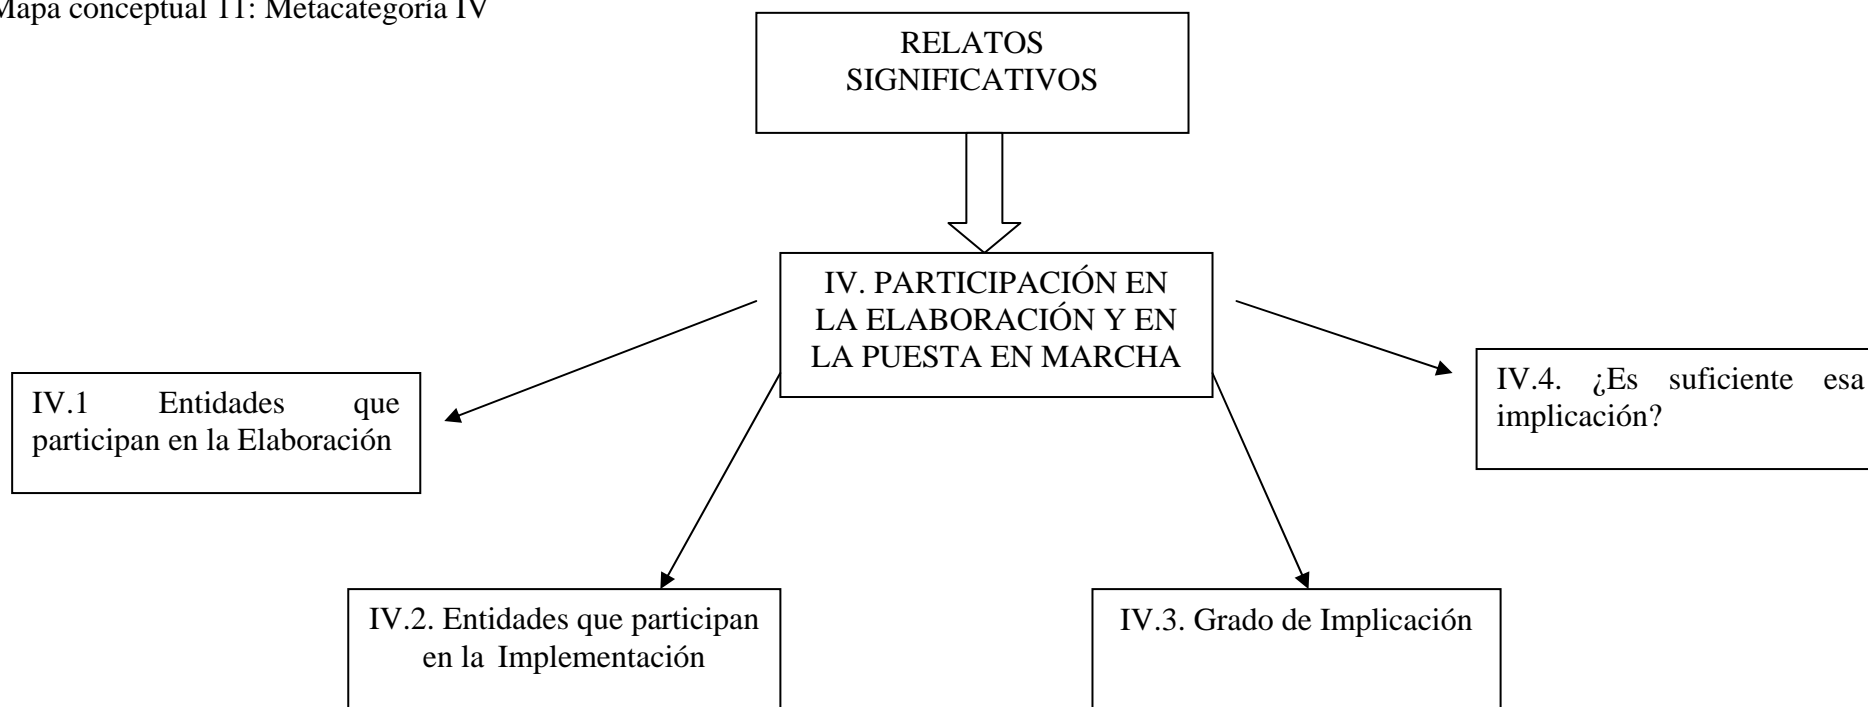 Mapa conceptual 11: Metacategoría IV
RELATOS
SIGNIFICATIVOS
IV. PARTICIPACIÓN EN
LA ELABORACIÓN Y EN
LA PUESTA EN MARCHA
IV.1 Entidades que
participan en la Elaboración
IV.4. ¿Es suficiente esa
implicación?
IV.2. Entidades que participan
en la Implementación
IV.3. Grado de Implicación